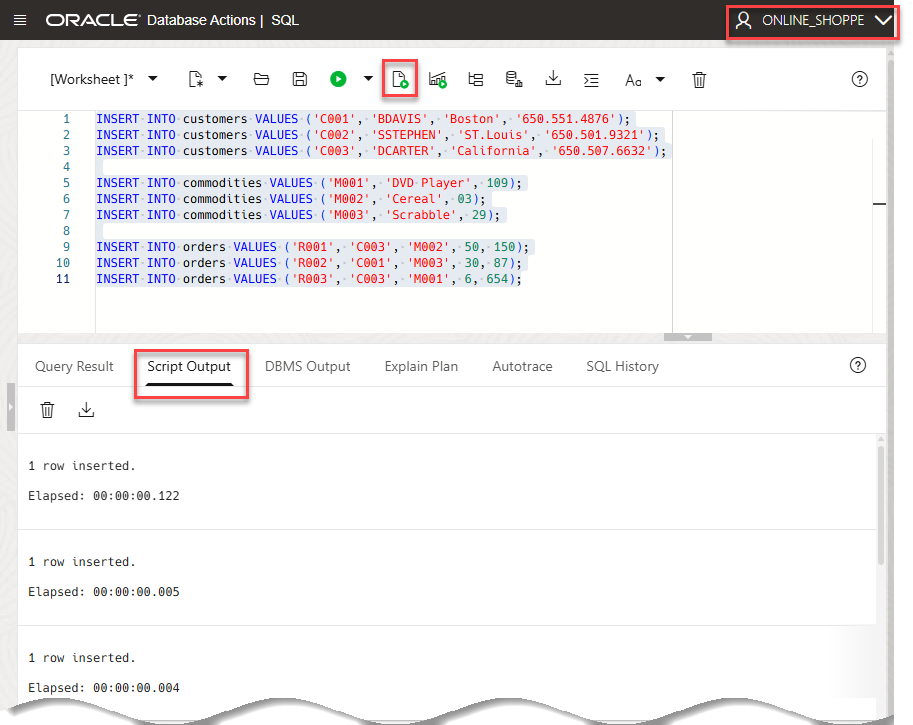 ORACLE® Database Actions | SQL
ONLINE_SHOPPE
[Worksheet ]*
Aa
1 INSERT INTO customers VALUES ('C001', 'BDAVIS', 'Boston', '650.551.4876');
2 INSERT INTO customers VALUES ('C002', 'SSTEPHEN', 'ST.Louis', '650.501.9321');
3 INSERT INTO customers VALUES ('C003', 'DCARTER', 'California', '650.507.6632');
4
5 INSERT INTO commodities VALUES ('M001', 'DVD Player', 109);
6 INSERT INTO commodities VALUES ('M002', 'Cereal', 03);
7 INSERT INTO commodities VALUES ('M003', 'Scrabble', 29);
8
9 INSERT INTO orders VALUES ('R001', 'C003', 'M002', 50, 150);
10 INSERT INTO orders VALUES ('R002', 'C001', 'M003', 30, 87);
11 INSERT INTO orders VALUES ('R003', 'C003', 'M001', 6, 654);
Query Result Script Output DBMS Output Explain Plan Autotrace SQL History
1 row inserted.
Elapsed: 00:00:00.122
1 row inserted.
Elapsed: 00:00:00.005
1 row inserted.
Elapsed: 00:00:00.004